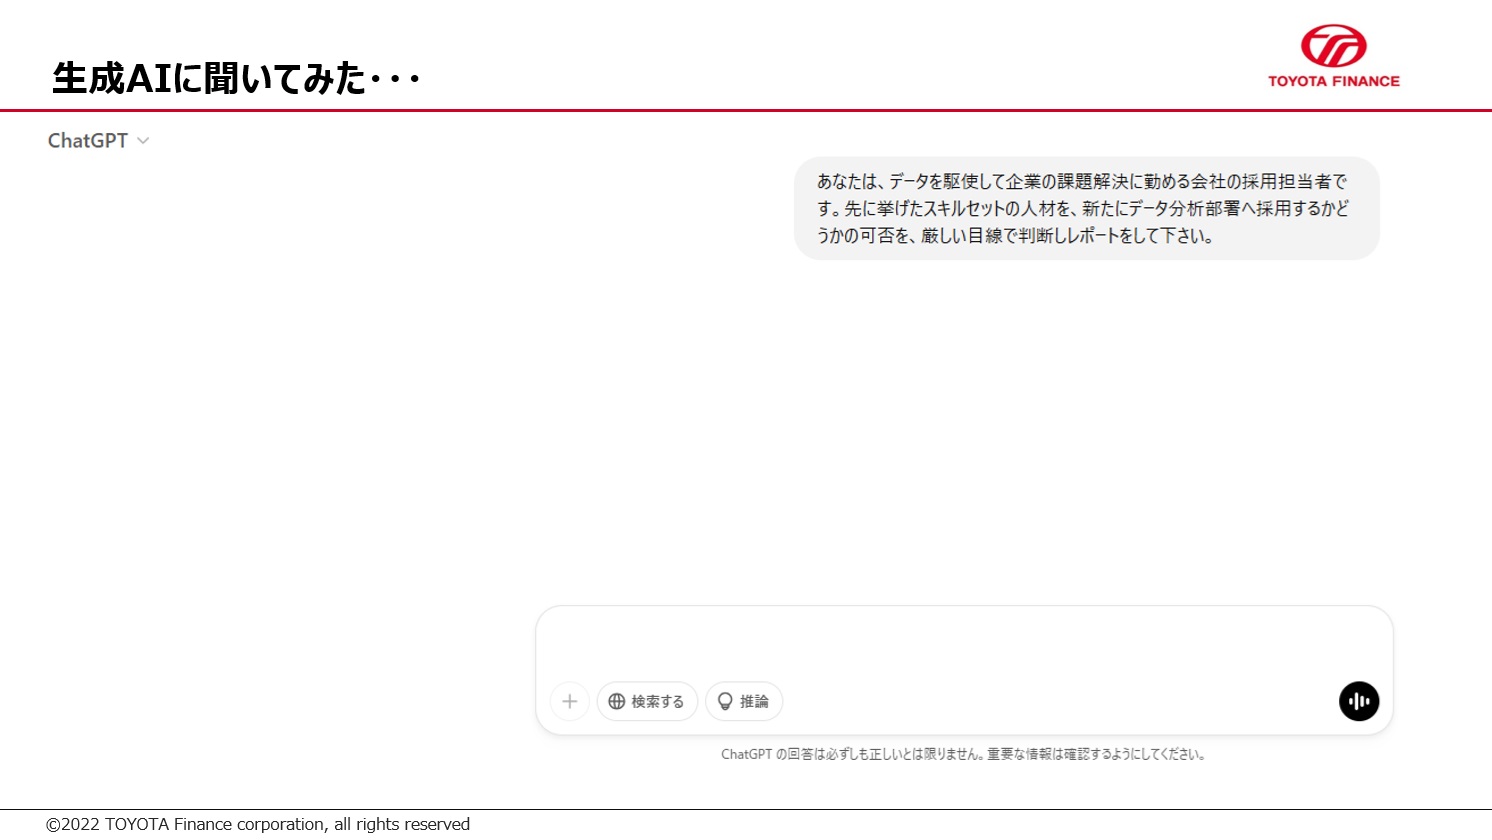 生成AIに聞いてみた･･･
TOYOTA FINANCE
ChatGPT
あなたは、データを駆使して企業の課題解決に勤める会社の採用担当者で
す。先に挙げたスキルセットの人材を、新たにデータ分析部署へ採用するかど
うかの可否を、厳しい目線で判断しレポートをして下さい。
検索する
推論
ChatGPT の回答は必ずしも正しいとは限りません。重要な情報は確認するようにしてください。
©2022 TOYOTA Finance corporation, all rights reserved